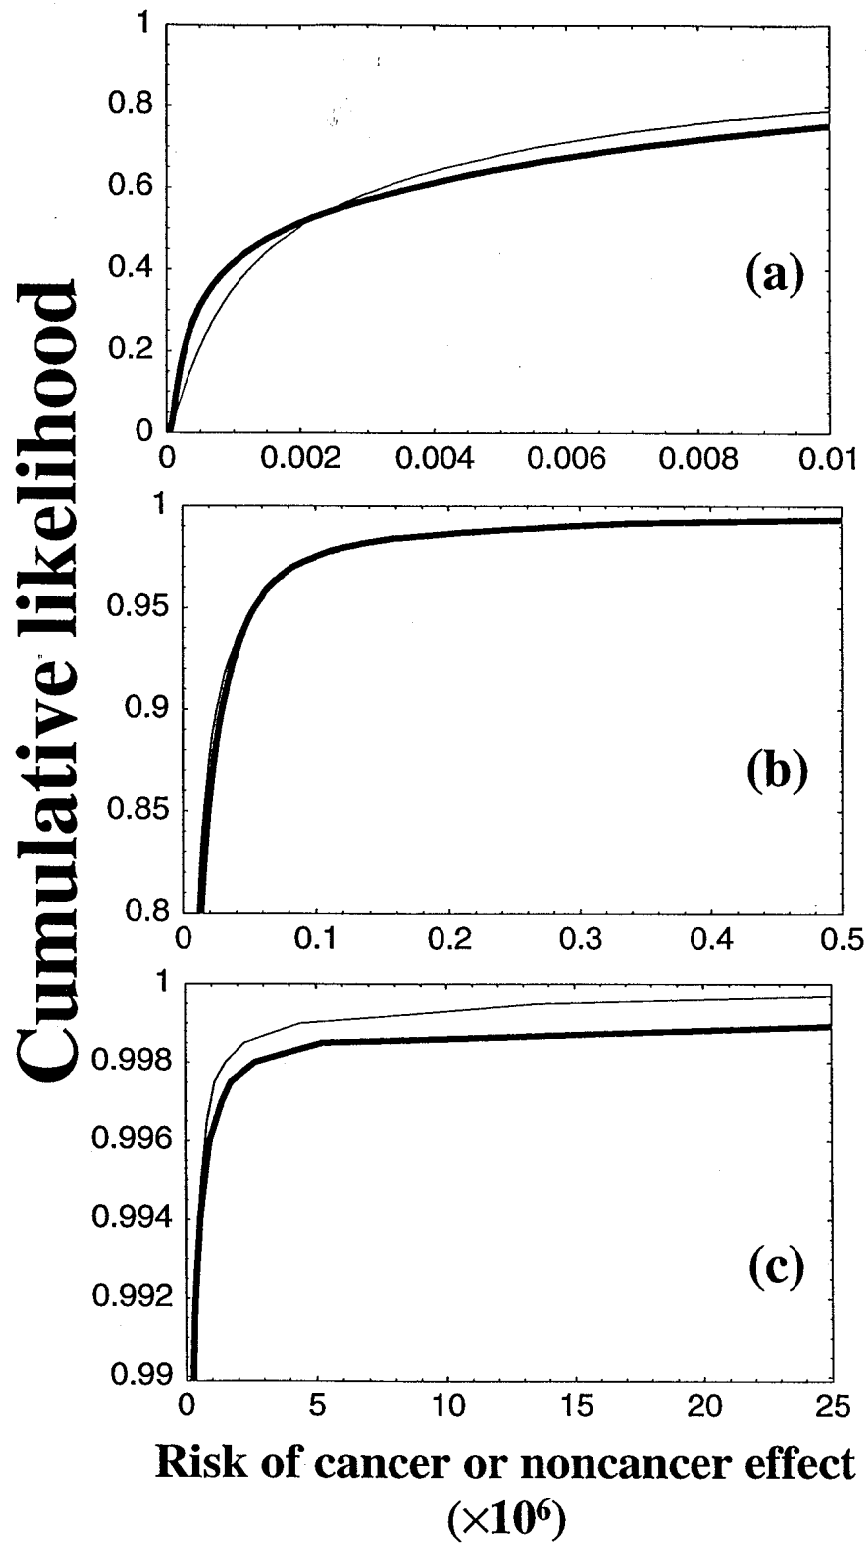 Cumulative likelihood
1
0.8
0.6
0.4
0.2
0
(a)
0 0.002 0.004 0.006 0.008 0.01
1
0.95
0.9
0.85
0.8
(b)
0 0.1 0.2 0.3 0.4 0.5
1
0.998
0.996
0.994
0.992
0.99
(c)
0 5 10 15 20 25
Risk of cancer or noncancer effect
(×10⁶)